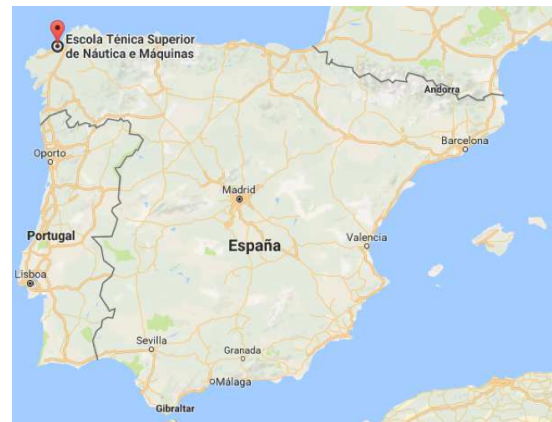 Escola Ténica Superior
de Náutica e Máquinas
Andorra
Oporto
Barcelona
Madrid
Portugal
España
Valencia
Lisboa
Sevilla
Granada
Málaga
Gibraltar